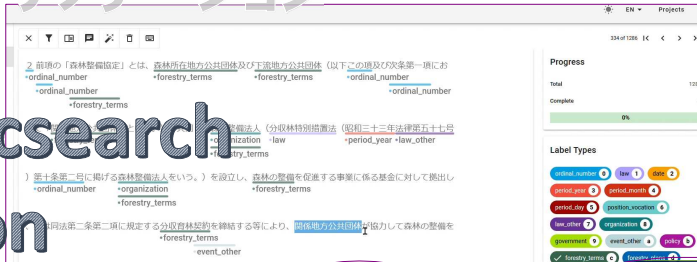 EN
Projects
334 of 1286
Progress
Total
Complete
0%
２ 前項の「森林整備協定」とは、森林所在地方公共団体及び下流地方公共団体（以下この項及び次条第一項にお
•ordinal_number •forestry_terms •forestry_terms •ordinal_number
•ordinal_number •ordinal_number
•forestry_terms
csearch
整備法人（分収林特別措置法（昭和三十三年法律第五十七号
•organization •law •period_year •law_other
•forestry_terms
）第十条第二号に掲げる森林整備法人をいう。）を設立し、森林の整備を促進する事業に係る基金に対して拠出し
•ordinal_number •organization •forestry_terms
•forestry_terms
on
は同法第二条第二項に規定する分収育林契約を締結する等により、関係地方公共団体が協力して森林の整備を
•forestry_terms
•event_other
Label Types
ordinal_number 0 law 1 date 2
period_year 3 period_month 4
period_day 5 position_vocation 6
law_other 7 organization 8
government 9 event_other a policy b
forestry_terms c